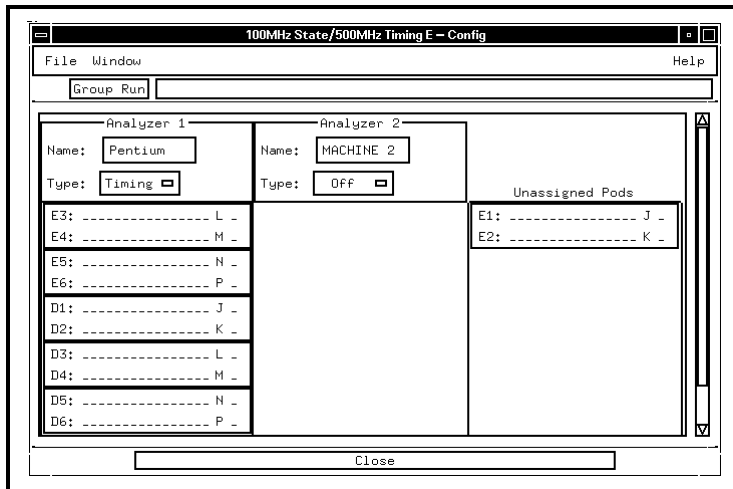 100MHz State/500MHz Timing E – Config
File Window Help
Group Run
Analyzer 1 Analyzer 2
Name: Pentium Name: MACHINE 2
Type: Timing Type: Off Unassigned Pods
E3: ________________ L _ E1: ________________ J _
E4: ________________ M _ E2: ________________ K _
E5: ________________ N _
E6: ________________ P _
D1: ________________ J _
D2: ________________ K _
D3: ________________ L _
D4: ________________ M _
D5: ________________ N _
D6: ________________ P _
Close